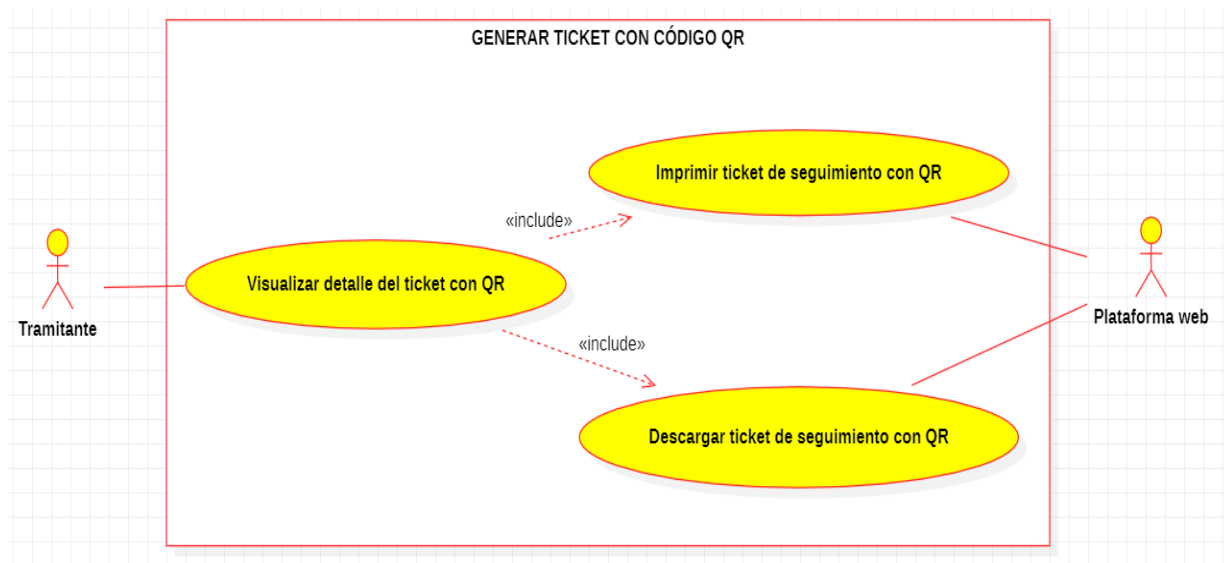 GENERAR TICKET CON CÓDIGO QR
Imprimir ticket de seguimiento con QR
«include»
Visualizar detalle del ticket con QR
Tramitante
Plataforma web
«include»
Descargar ticket de seguimiento con QR